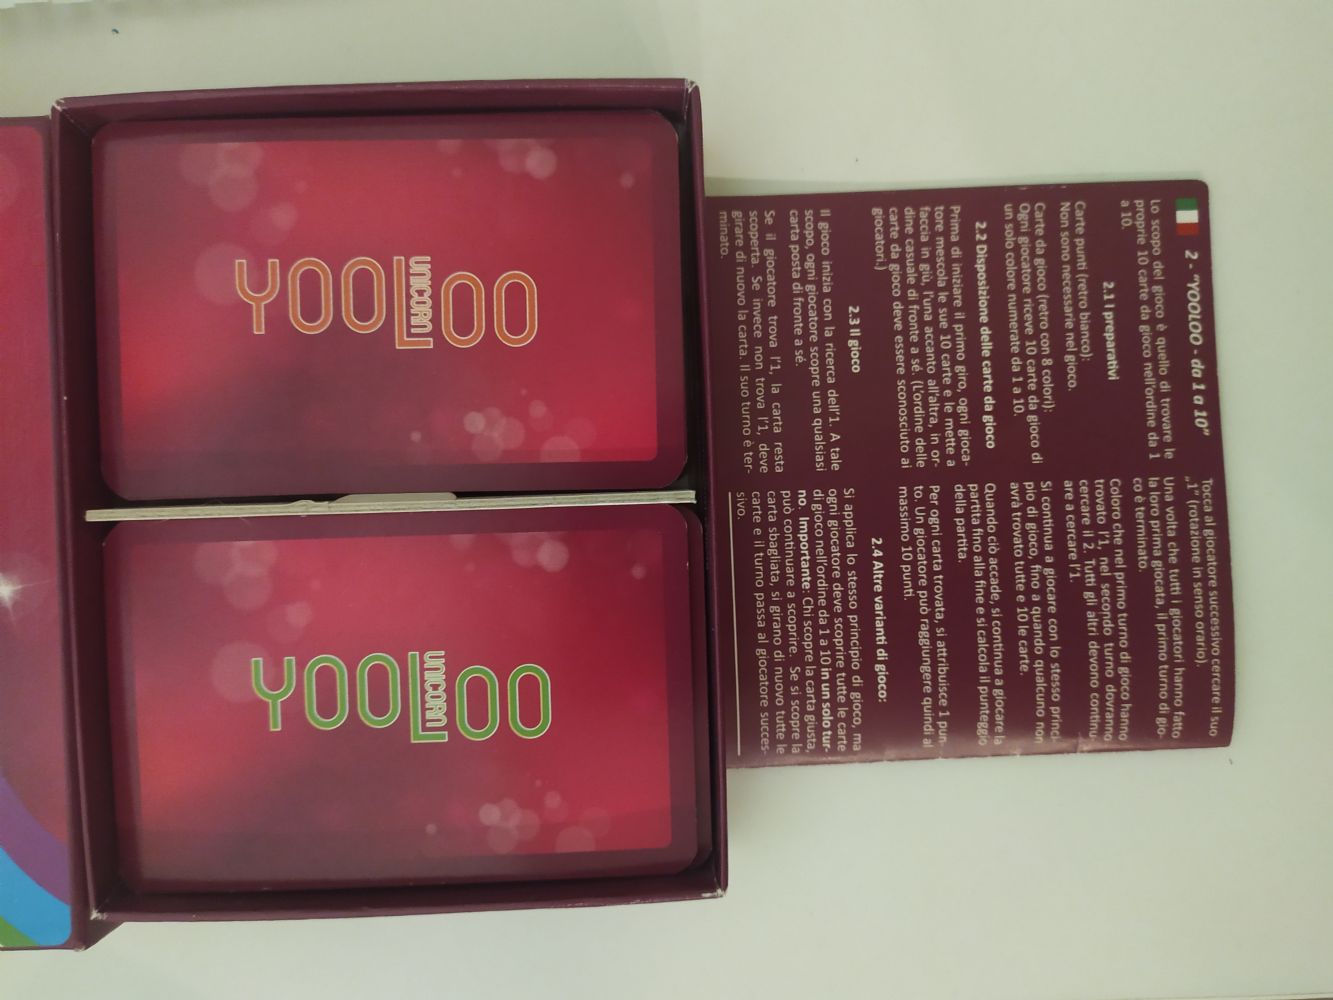 YOOLOO
UNICORN
YOOLOO
UNICORN
2 - "YOOLOO - da 1 a 10"
Lo scopo del gioco è quello di trovare le
proprie 10 carte da gioco nell'ordine da 1
a 10.
2.1 I preparativi
Carte punti (retro bianco):
Non sono necessarie nel gioco.
Carte da gioco (retro con 8 colori):
Ogni giocatore riceve 10 carte da gioco di
un solo colore numerate da 1 a 10.
2.2 Disposizione delle carte da gioco
Prima di iniziare il primo giro, ogni gioca-
tore mescola le sue 10 carte e le mette a
faccia in giù, l'una accanto all'altra, in or-
dine casuale di fronte a sé. (L'ordine delle
carte da gioco deve essere sconosciuto ai
giocatori.)
2.3 Il gioco
Il gioco inizia con la ricerca dell'1. A tale
scopo, ogni giocatore scopre una qualsiasi
carta posta di fronte a sé.
Se il giocatore trova l'1, la carta resta
scoperta. Se invece non trova l'1, deve
girare di nuovo la carta. Il suo turno è ter-
minato.
Tocca al giocatore successivo cercare il suo
„1" (rotazione in senso orario).
Una volta che tutti i giocatori hanno fatto
la loro prima giocata, il primo turno di gio-
co è terminato.
Coloro che nel primo turno di gioco hanno
trovato l'1, nel secondo turno dovranno
cercare il 2. Tutti gli altri devono continu
are a cercare l'1.
Si continua a giocare con lo stesso princi
pio di gioco, fino a quando qualcuno non
avrà trovato tutte e 10 le carte.
Quando ciò accade, si continua a giocare la
partita fino alla fine e si calcola il punteggio
della partita.
Per ogni carta trovata, si attribuisce 1 pun-
to. Un giocatore può raggiungere quindi al
massimo 10 punti.
2.4 Altre varianti di gioco:
Si applica lo stesso principio di gioco, ma
ogni giocatore deve scoprire tutte le carte
di gioco nell'ordine da 1 a 10 in un solo tur-
no. Importante: Chi scopre la carta giusta,
può continuare a scoprire. Se si scopre la
carta sbagliata, si girano di nuovo tutte le
carte e il turno passa al giocatore succes-
sivo.